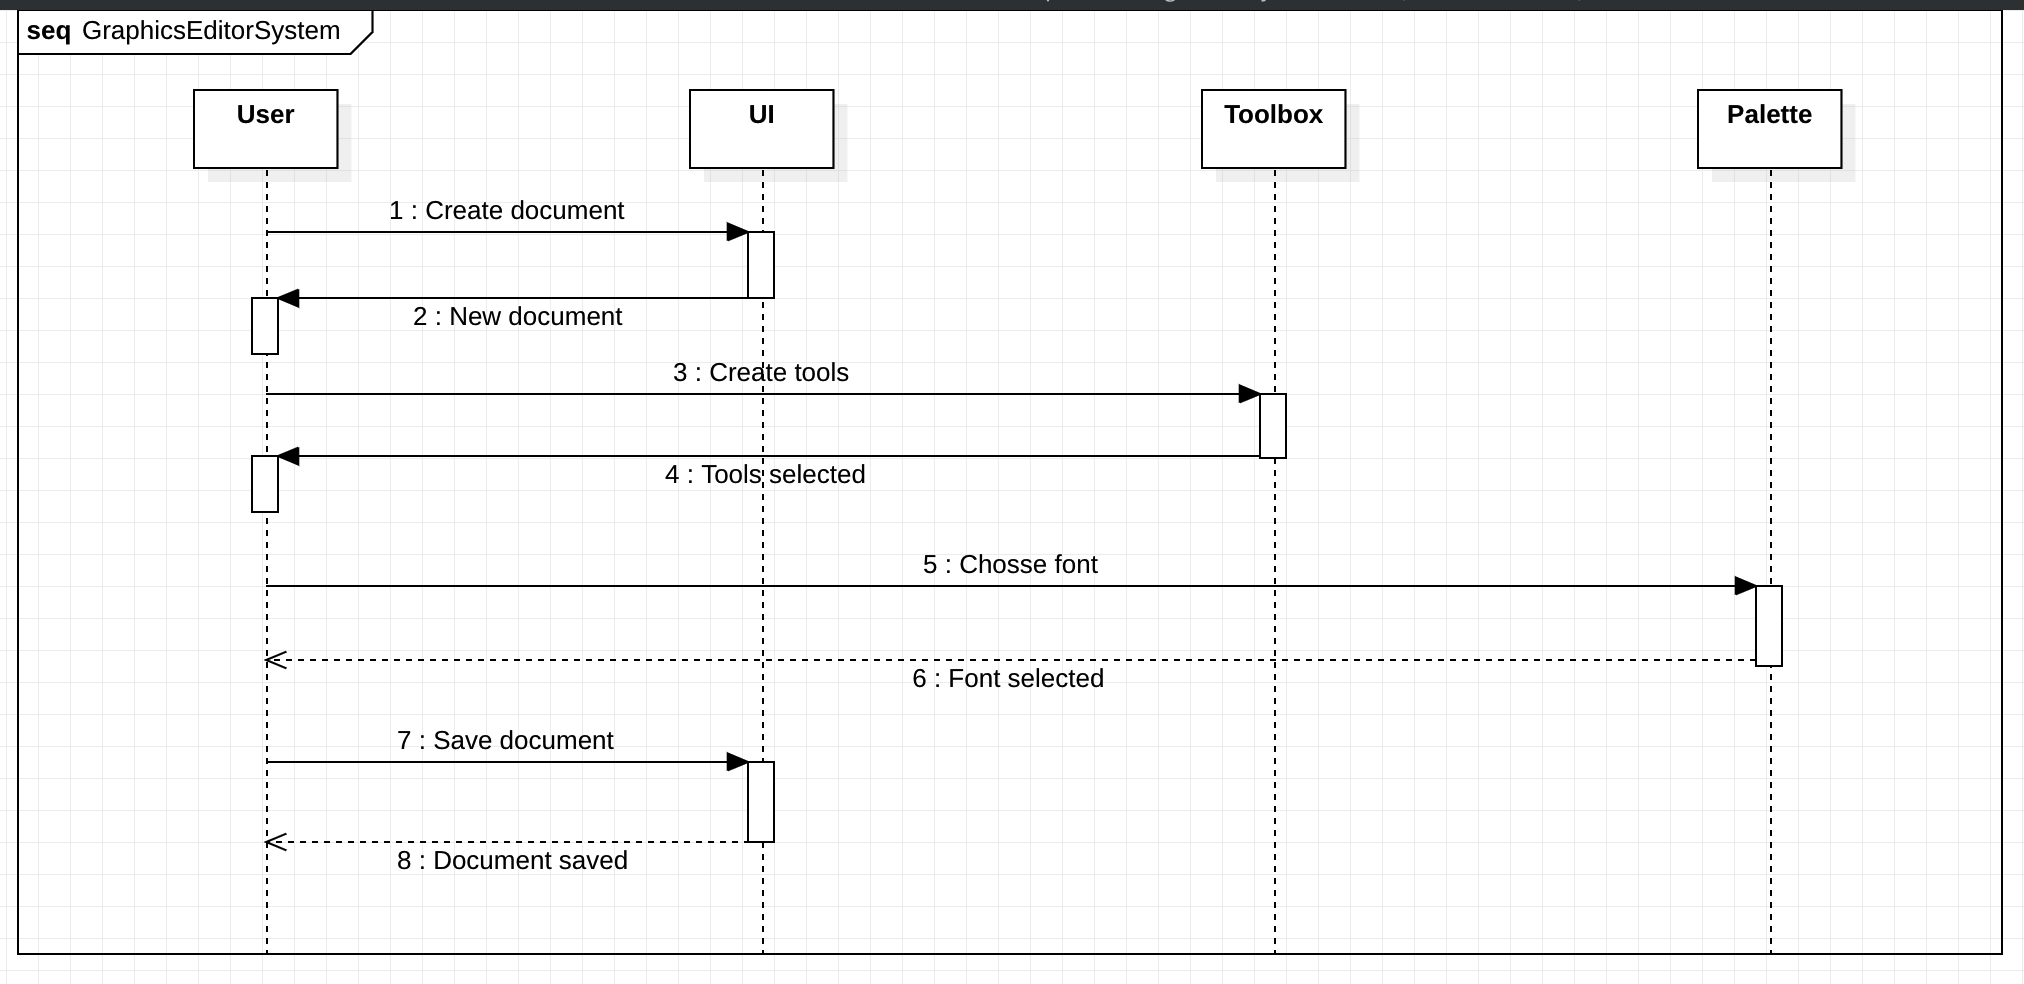 seq GraphicsEditorSystem
User
UI
Toolbox
Palette
1 : Create document
2 : New document
3 : Create tools
4 : Tools selected
5 : Chosse font
6 : Font selected
7 : Save document
8 : Document saved